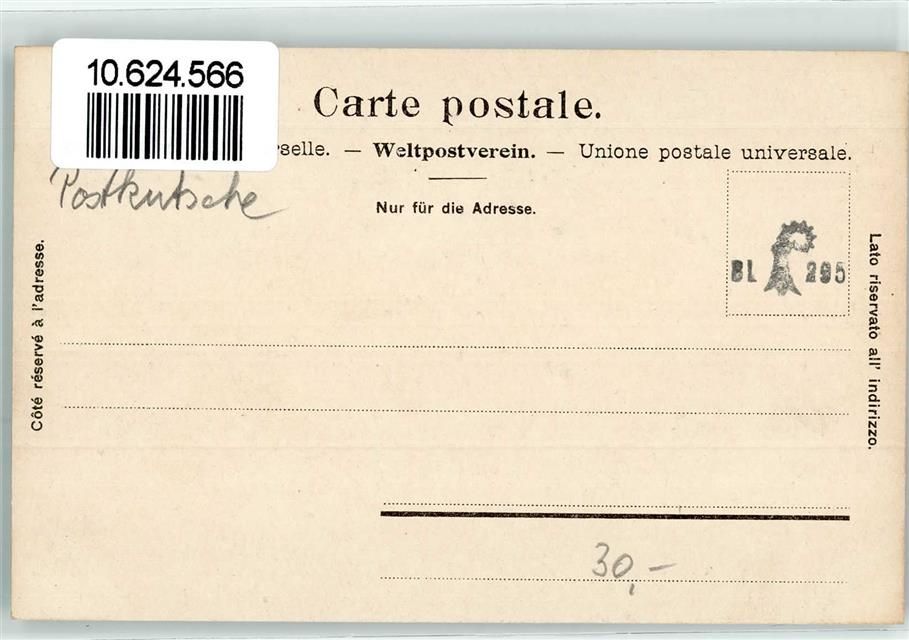 10.624.566
Carte postale.
selle. — Weltpostverein. — Unione postale universale.
Postkutsche
Nur für die Adresse.
BL 295
Côté réservé à l'adresse.
Lato riservato all' indirizzo.
30,-